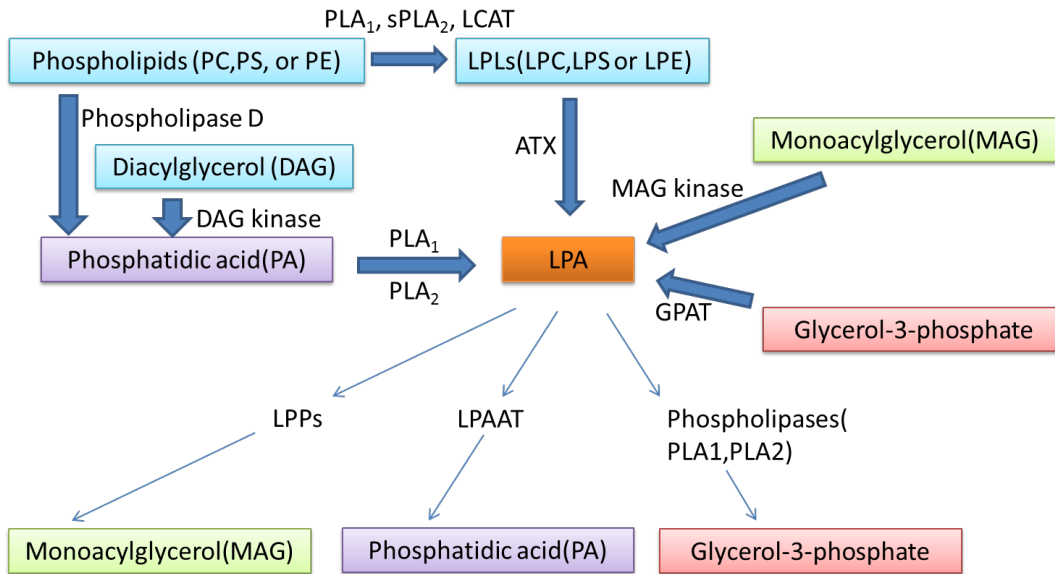 PLA₁, sPLA₂, LCAT
Phospholipids (PC,PS, or PE)
LPLs(LPC,LPS or LPE)
Phospholipase D
ATX
Monoacylglycerol(MAG)
Diacylglycerol (DAG)
MAG kinase
DAG kinase
Phosphatidic acid(PA)
PLA₁
PLA₂
LPA
GPAT
Glycerol-3-phosphate
LPPs
LPAAT
Phospholipases(
PLA1,PLA2)
Monoacylglycerol(MAG)
Phosphatidic acid(PA)
Glycerol-3-phosphate